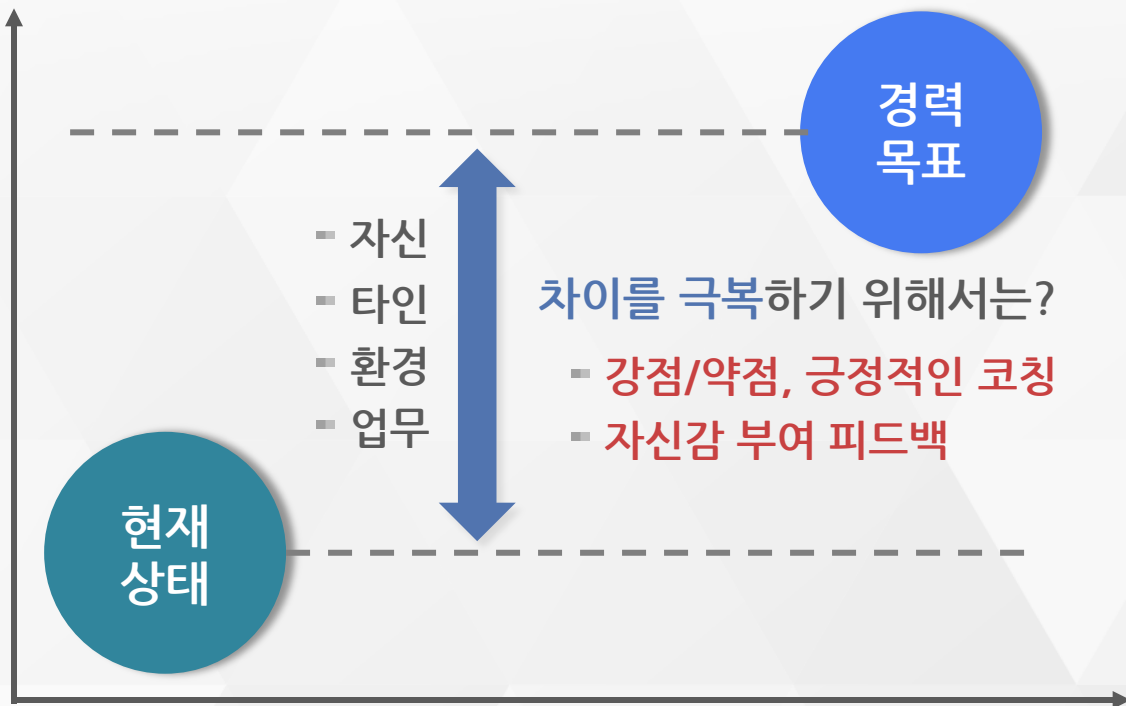 경력
목표
자신
타인
환경
업무
차이를 극복하기 위해서는?
강점/약점, 긍정적인 코칭
자신감 부여 피드백
현재
상태